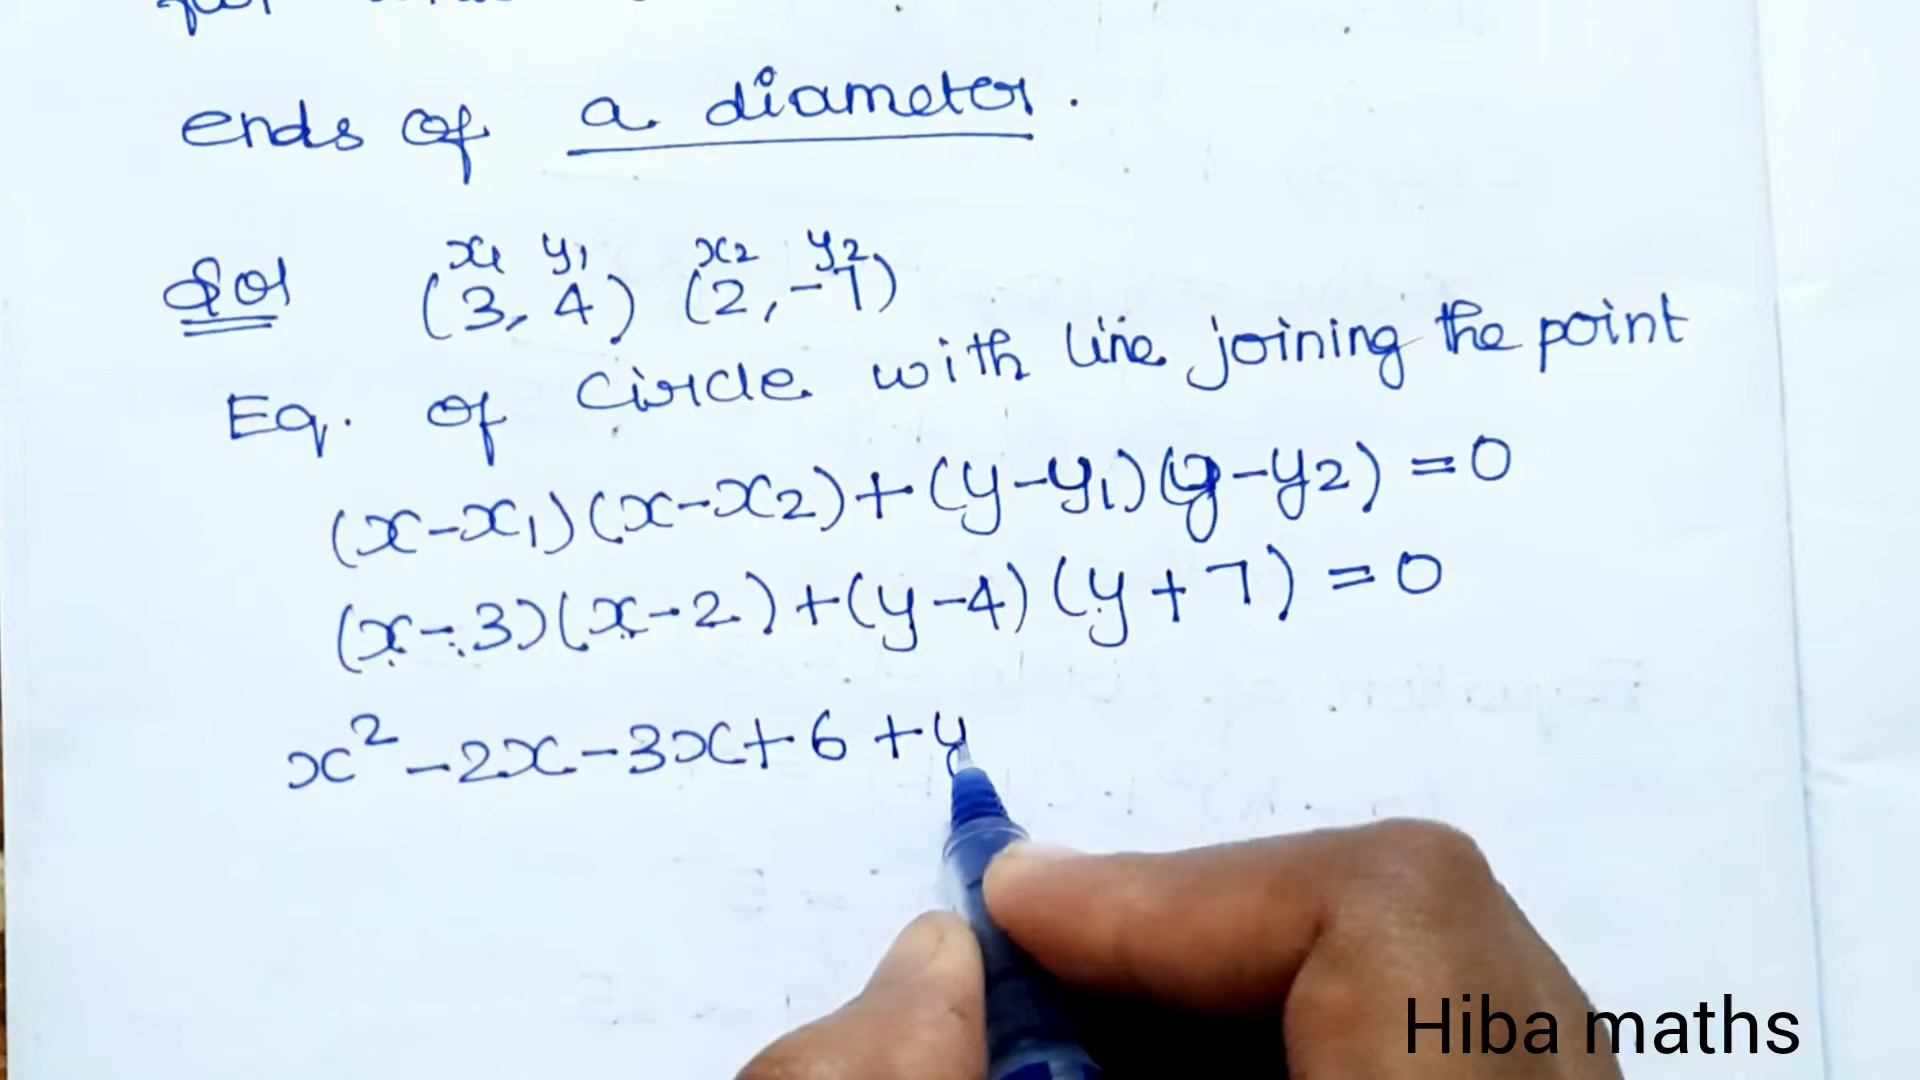 ends of a diameter.
x1 y1 x2 y2
Sol (3, 4) (2, -7)
Eq. of circle with line joining the point
(x-x1)(x-x2)+(y-y1)(y-y2) =0
(x-3)(x-2)+(y-4)(y+7) =0
x²-2x-3x+6+y
Hiba maths